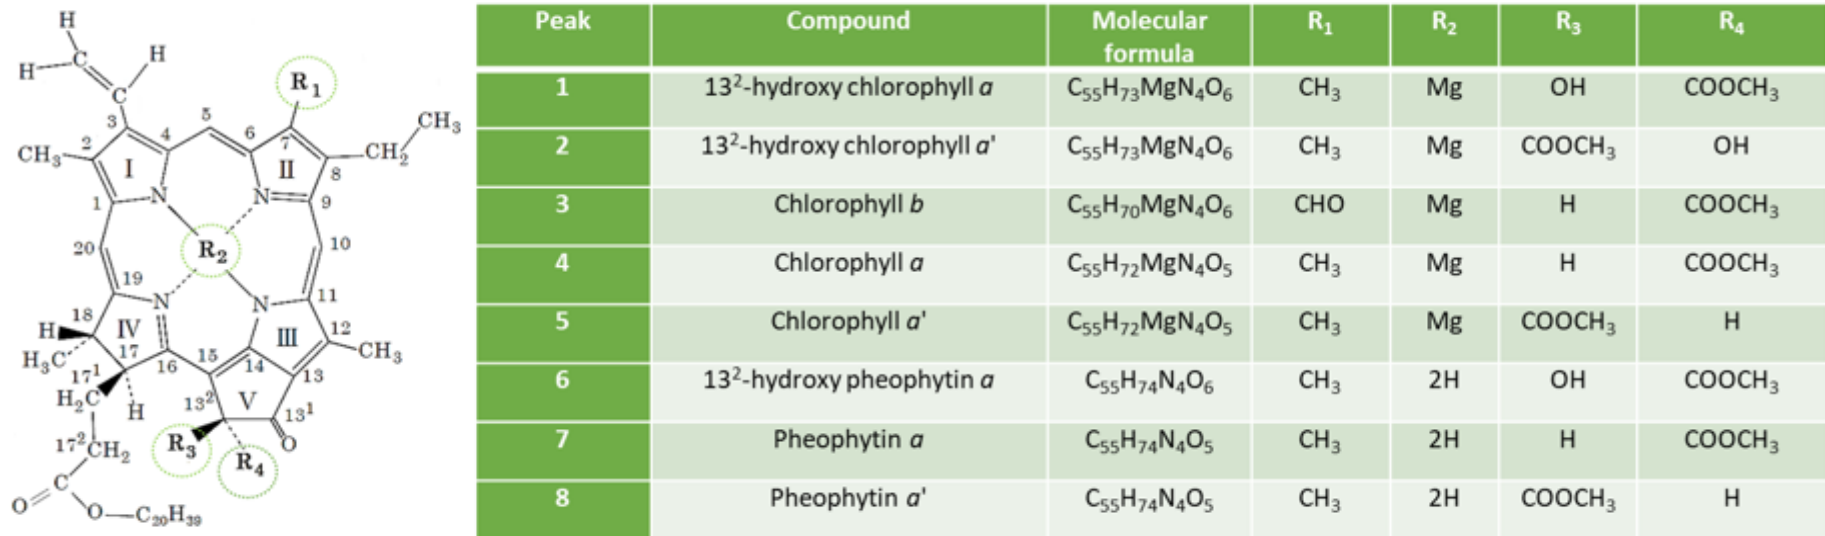 H
H
C
H
H
C
R₁
3
4
5
6
7
CH₃
CH₃
2
I
II
8
CH₂
1
N
N
9
20
R₂
10
19
N
N
11
18
H
IV
III
12
H₃C
17
16
15
14
13
CH₃
17¹
H₂C
H
13²
V
13¹
17²
CH₂
R₃
R₄
O
C
O
O
C₂₀H₃₉
Peak Compound Molecular formula R₁ R₂ R₃ R₄
1 13²-hydroxy chlorophyll a C₅₅H₇₃MgN₄O₆ CH₃ Mg OH COOCH₃
2 13²-hydroxy chlorophyll a' C₅₅H₇₃MgN₄O₆ CH₃ Mg COOCH₃ OH
3 Chlorophyll b C₅₅H₇₀MgN₄O₆ CHO Mg H COOCH₃
4 Chlorophyll a C₅₅H₇₂MgN₄O₅ CH₃ Mg H COOCH₃
5 Chlorophyll a' C₅₅H₇₂MgN₄O₅ CH₃ Mg COOCH₃ H
6 13²-hydroxy pheophytin a C₅₅H₇₄N₄O₆ CH₃ 2H OH COOCH₃
7 Pheophytin a C₅₅H₇₄N₄O₅ CH₃ 2H H COOCH₃
8 Pheophytin a' C₅₅H₇₄N₄O₅ CH₃ 2H COOCH₃ H